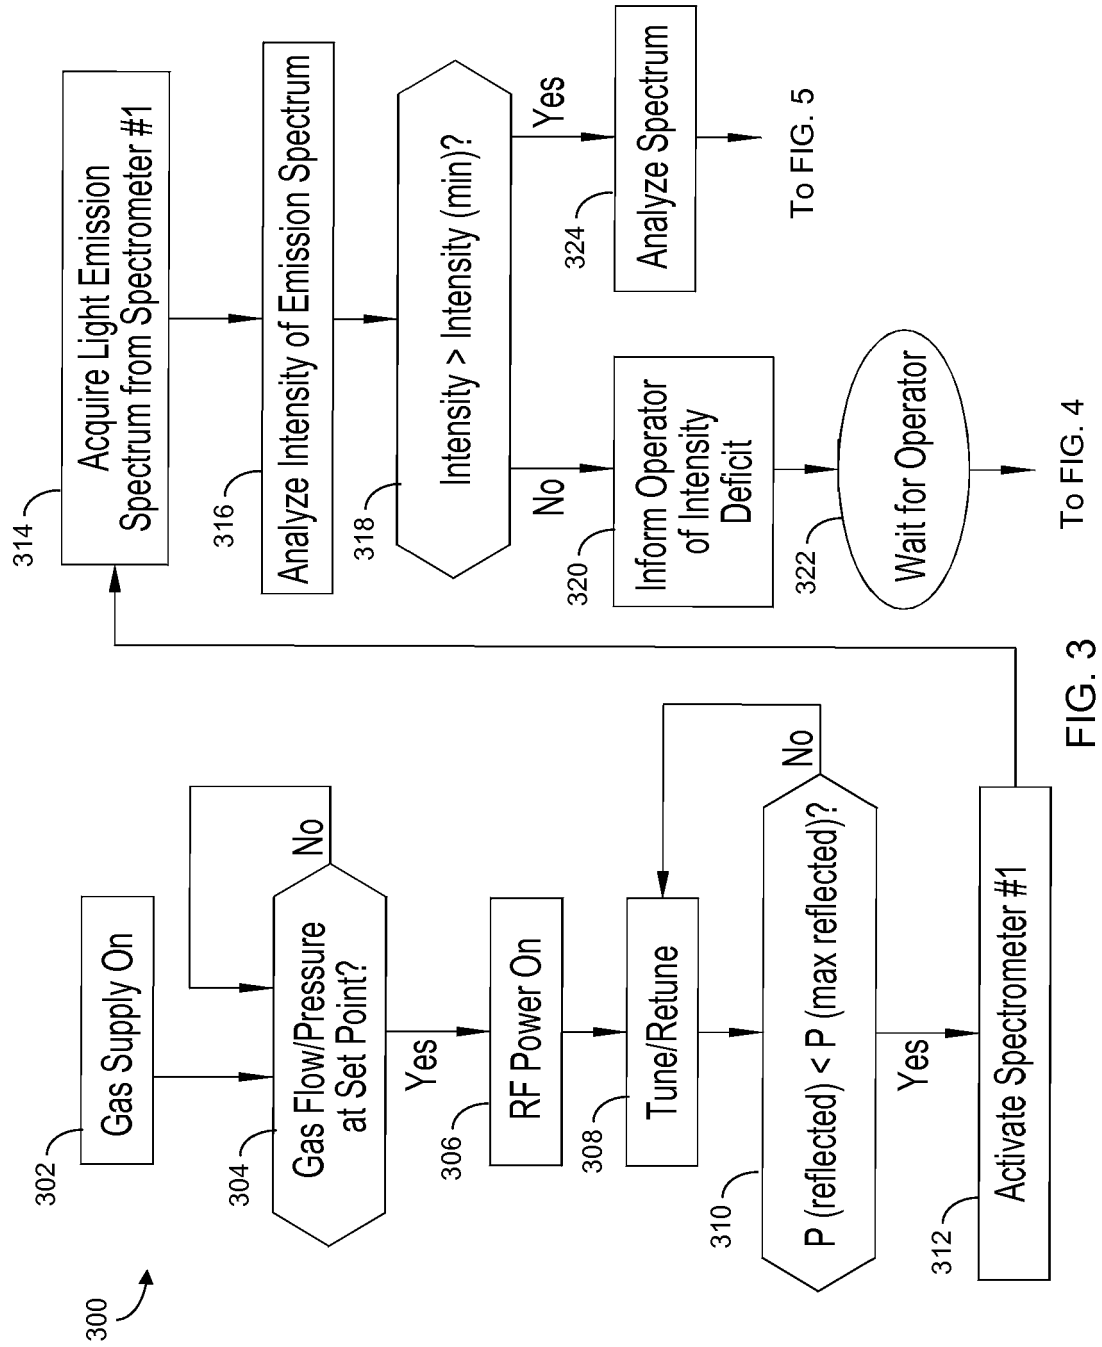 300
302
Gas Supply On
304
Gas Flow/Pressure
at Set Point?
No
Yes
306
RF Power On
308
Tune/Retune
310
P (reflected) < P (max reflected)?
No
Yes
312
Activate Spectrometer #1
314
Acquire Light Emission
Spectrum from Spectrometer #1
316
Analyze Intensity of Emission Spectrum
318
Intensity > Intensity (min)?
No
Yes
320
Inform Operator
of Intensity
Deficit
322
Wait for Operator
To FIG. 4
324
Analyze Spectrum
To FIG. 5
FIG. 3